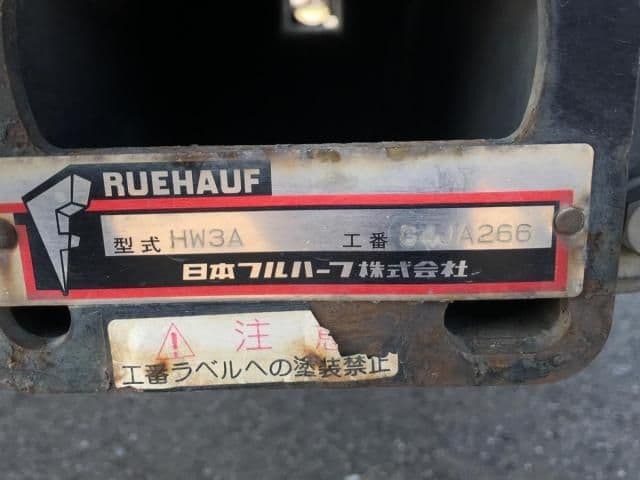 RUEHAUF
型式 HW3A 工番 JA266
日本フルハーフ株式会社
注
工番ラベルへの塗装禁止